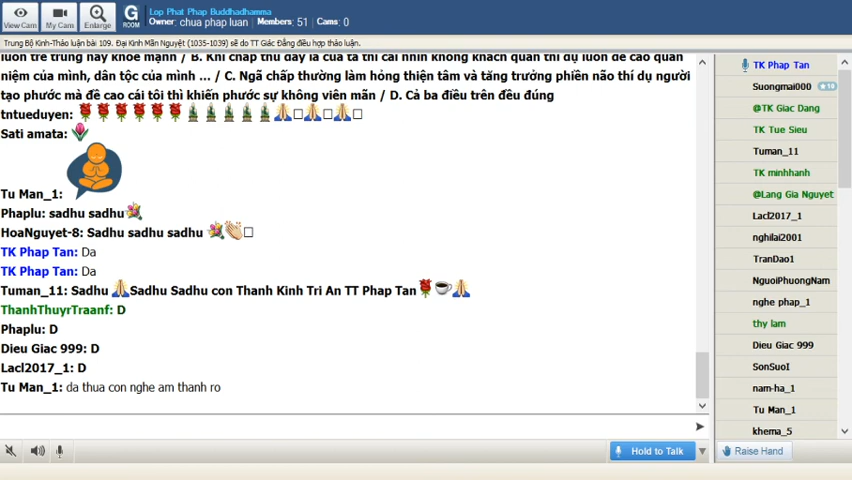 Lop Phat Phap Buddhadhamma
Owner: chua phap luan Members: 51 Cams: 0
View Cam My Cam Enlarge G ROOM
Trung Bộ Kinh-Thảo luận bài 109. Đại Kinh Mãn Nguyệt (1035-1039) sẽ do TT Giác Đẳng điều hợp thảo luận.
luôn trẻ trung hay khoẻ mạnh / B. Khi chấp thủ đây là của ta thì cái nhìn không khách quan thí dụ luôn đề cao quan
niệm của mình, dân tộc của mình ... / C. Ngã chấp thường làm hỏng thiện tâm và tăng trưởng phiền não thí dụ người
tạo phước mà đề cao cái tôi thì khiến phước sự không viên mãn / D. Cả ba điều trên đều đúng
tntueduyen:
Sati amata:
Tu Man_1:
Phaplu: sadhu sadhu
HoaNguyet-8: Sadhu sadhu sadhu
TK Phap Tan: Da
TK Phap Tan: Da
Tuman_11: Sadhu Sadhu Sadhu con Thanh Kinh Tri An TT Phap Tan
ThanhThuyrTraanf: D
Phaplu: D
Dieu Giac 999: D
Lacl2017_1: D
Tu Man_1: da thua con nghe am thanh ro
TK Phap Tan
Suongmai000 10
@TK Giac Dang
TK Tue Sieu
Tuman_11
TK minhhanh
@Lang Gia Nguyet
Lacl2017_1
nghilai2001
TranDao1
NguoiPhuongNam
nghe phap_1
thy lam
Dieu Giac 999
SonSuoI
nam-ha_1
Tu Man_1
khema_5
Hold to Talk
Raise Hand